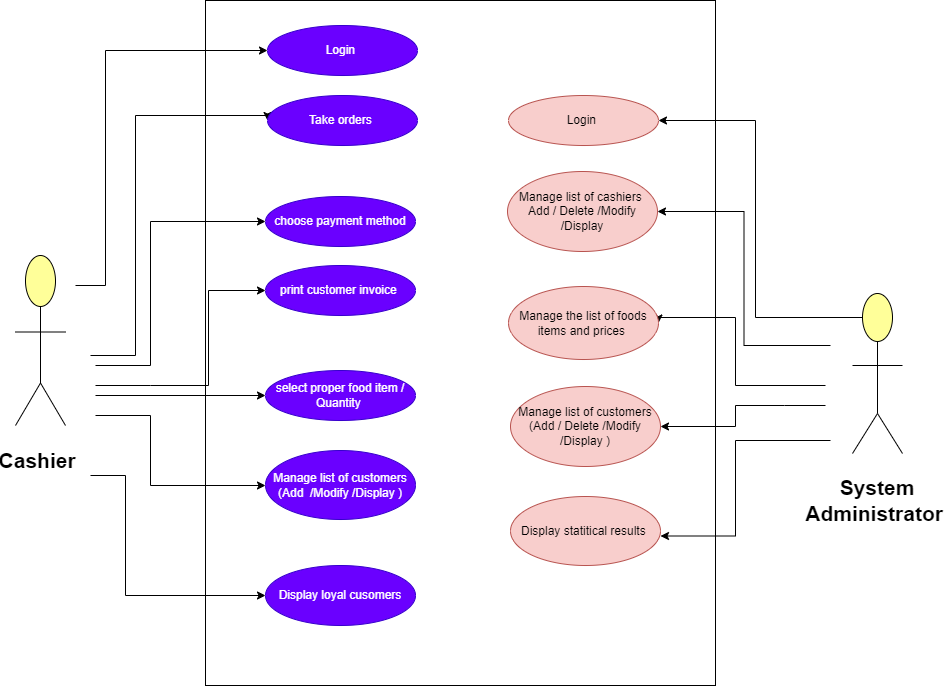 Login
Take orders
choose payment method
print customer invoice
select proper food item /
Quantity
Manage list of customers
(Add  /Modify /Display )
Display loyal cusomers
Login
Manage list of cashiers
Add / Delete /Modify
/Display
Manage the list of foods
items and prices
Manage list of customers
(Add / Delete /Modify
/Display )
Display statitical results
Cashier
System
Administrator